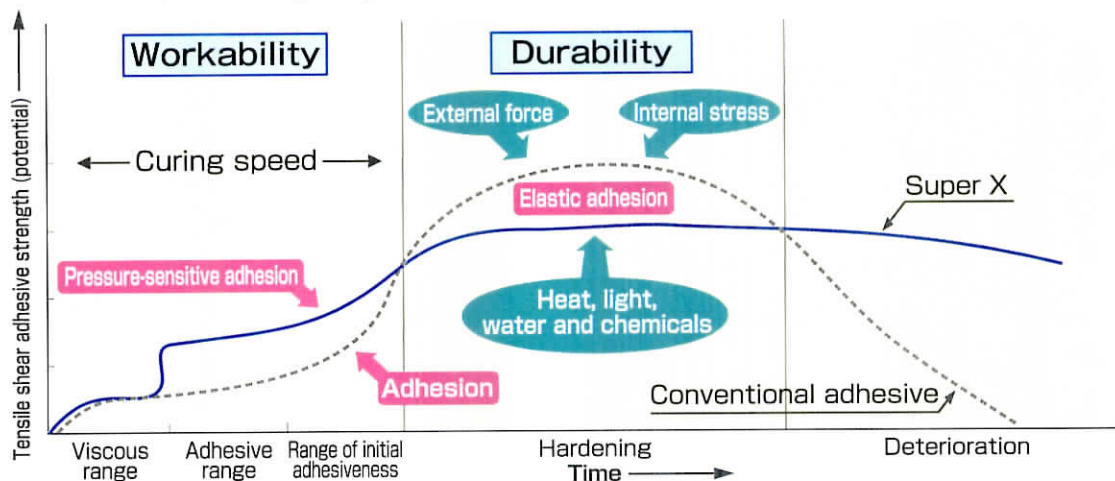 Workability
Durability
External force
Internal stress
Curing speed
Elastic adhesion
Super X
Pressure-sensitive adhesion
Heat, light,
water and chemicals
Adhesion
Conventional adhesive
Tensile shear adhesive strength (potential)
Viscous
range
Adhesive
range
Range of initial
adhesiveness
Hardening
Deterioration
Time